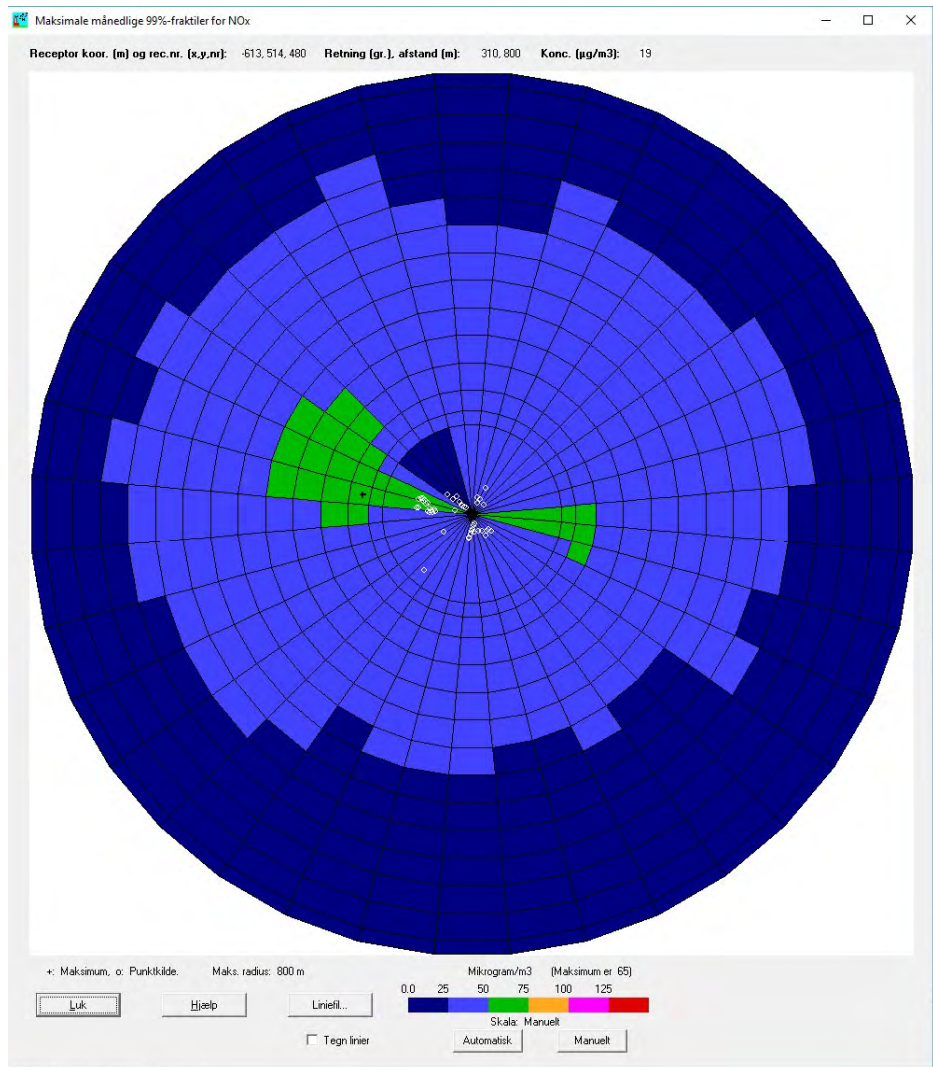 Maksimale månedlige 99%-fraktiler for NOx
Receptor koor. (m) og rec.nr. (x,y,nr): -613, 514, 480 Retning (gr.), afstand (m): 310, 800 Konc. (µg/m3): 19
+: Maksimum, o: Punktkilde. Maks. radius: 800 m Mikrogram/m3 (Maksimum er 65)
0.0 25 50 75 100 125
Luk Hjælp Liniefil...
Skala: Manuelt
Tegn linier Automatisk Manuelt